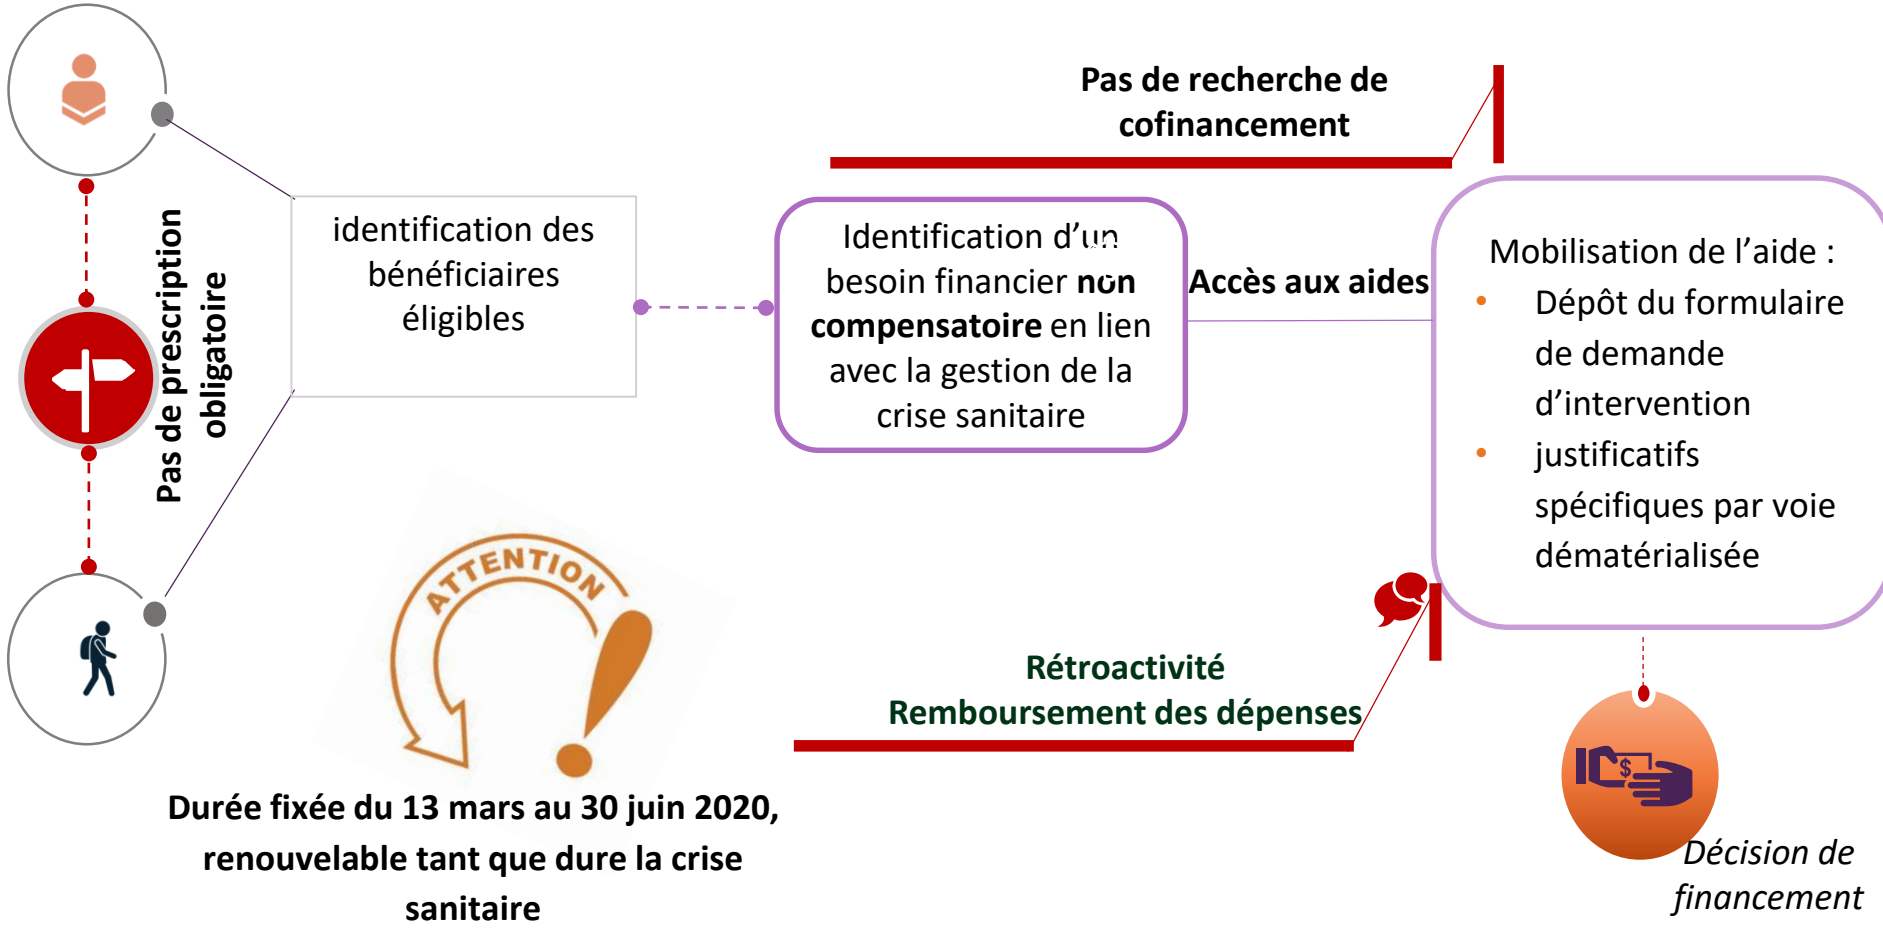 Pas de recherche de
cofinancement
Pas de prescription
obligatoire
identification des
bénéficiaires
éligibles
Identification d’un
besoin financier non
compensatoire en lien
avec la gestion de la
crise sanitaire
Accès aux aides
Mobilisation de l’aide :
• Dépôt du formulaire
de demande
d’intervention
• justificatifs
spécifiques par voie
dématérialisée
ATTENTION
Rétroactivité
Remboursement des dépenses
$
Durée fixée du 13 mars au 30 juin 2020,
renouvelable tant que dure la crise
sanitaire
Décision de
financement